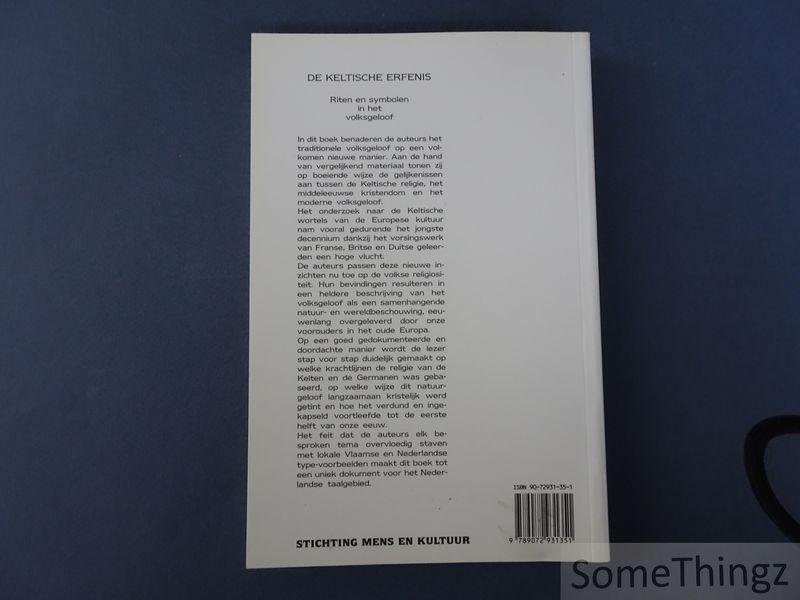 DE KELTISCHE ERFENIS
Riten en symbolen
in het
volksgeloof
In dit boek benaderen de auteurs het
traditionele volksgeloof op een vol-
komen nieuwe manier. Aan de hand
van vergelijkend materiaal tonen zij
op boeiende wijze de gelijkenissen
aan tussen de Keltische religie, het
middeleeuwse kristendom en het
moderne volksgeloof.
Het onderzoek naar de Keltische
wortels van de Europese kultuur
nam vooral gedurende het jongste
decennium dankzij het vorsingswerk
van Franse, Britse en Duitse geleer-
den een hoge vlucht.
De auteurs passen deze nieuwe in-
zichten nu toe op de volkse religiosi-
teit. Hun bevindingen resulteren in
een heldere beschrijving van het
volksgeloof als een samenhangende
natuur- en wereldbeschouwing, eeu-
wenlang overgeleverd door onze
voorouders in het oude Europa.
Op een goed gedokumenteerde en
doordachte manier wordt de lezer
stap voor stap duidelijk gemaakt op
welke krachtlijnen de religie van de
Kelten en de Germanen was geba-
seerd, op welke wijze dit natuur-
geloof langzaamaan kristelijk werd
getint en hoe het verdund en inge-
kapseld voortleefde tot de eerste
helft van onze eeuw.
Het feit dat de auteurs elk be-
sproken tema overvloedig staven
met lokale Vlaamse en Nederlandse
type-voorbeelden maakt dit boek tot
een uniek dokument voor het Neder-
landse taalgebied.
ISBN 90-72931-35-1
9 789072 931351
STICHTING MENS EN KULTUUR
SomeThingz